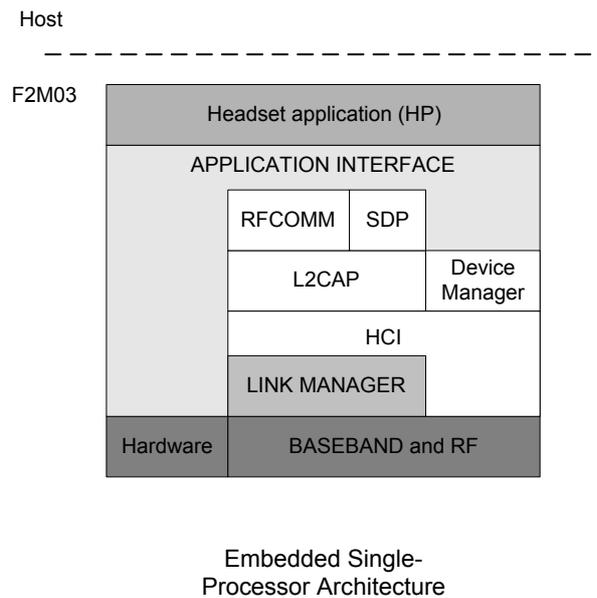 Host
F2M03
Headset application (HP)
APPLICATION INTERFACE
RFCOMM
SDP
L2CAP
Device
Manager
HCI
LINK MANAGER
Hardware
BASEBAND and RF
Embedded Single-
Processor Architecture